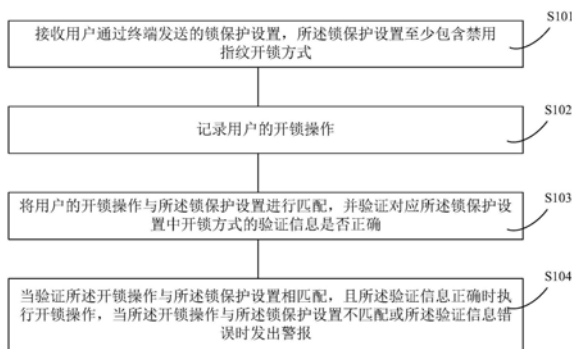 接收用户通过终端发送的锁保护设置，所述锁保护设置至少包含禁用
指纹开锁方式
S101
记录用户的开锁操作
S102
将用户的开锁操作与所述锁保护设置进行匹配，并验证对应所述锁保护设
置中开锁方式的验证信息是否正确
S103
当验证所述开锁操作与所述锁保护设置相匹配，且所述验证信息正确时执
行开锁操作，当所述开锁操作与所述锁保护设置不匹配或所述验证信息错
误时发出警报
S104